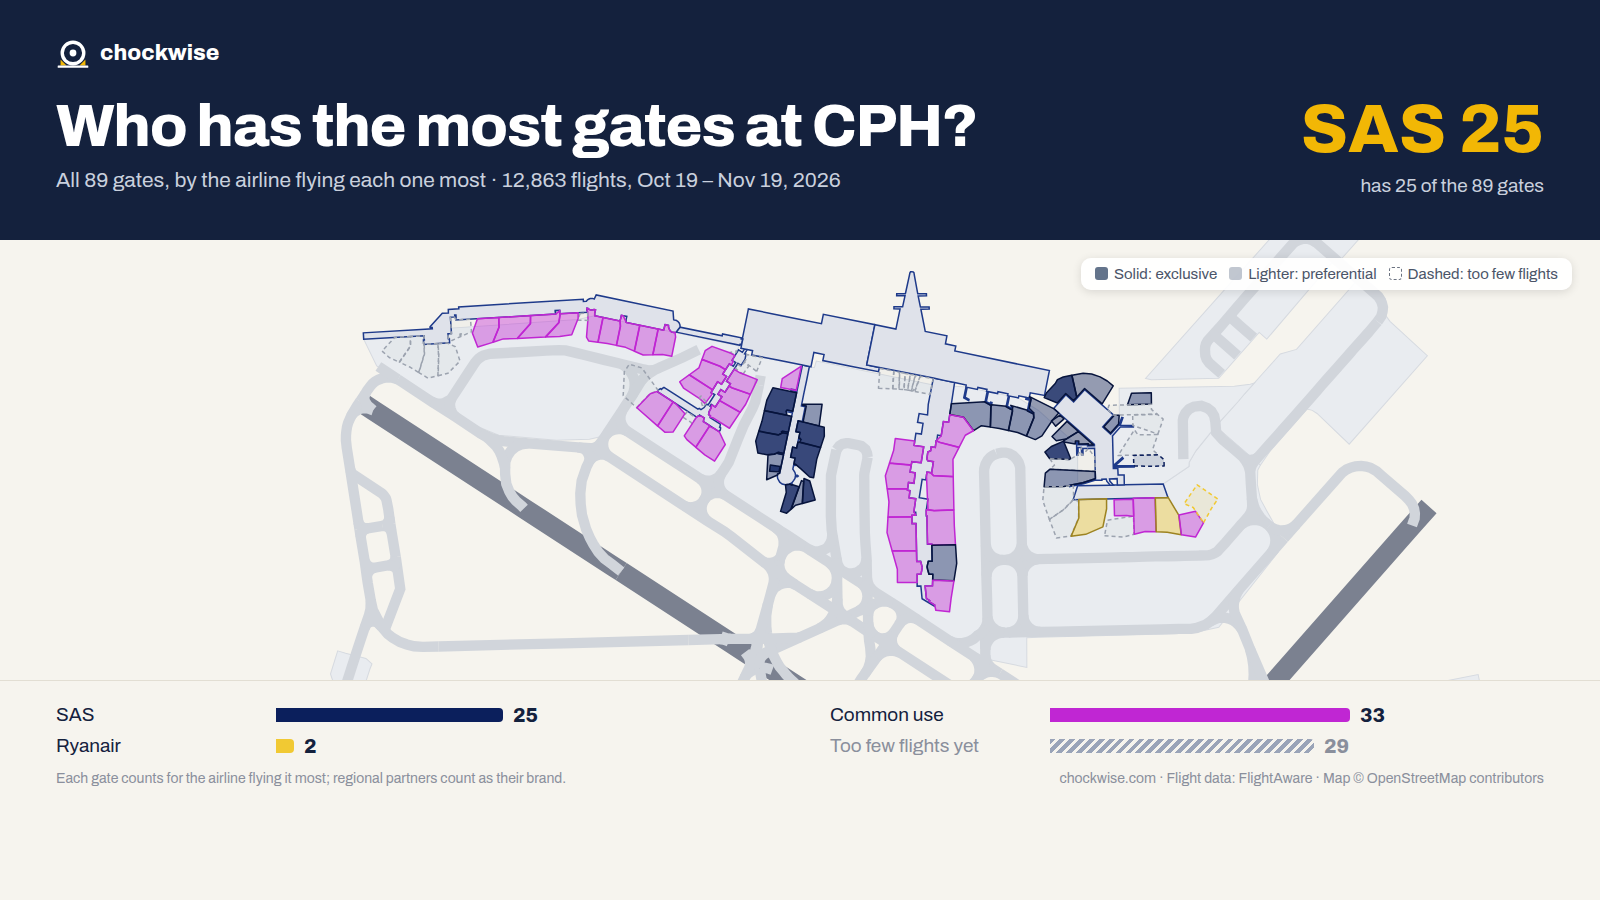 chockwise
Who has the most gates at CPH?
All 89 gates, by the airline flying each one most · 12,863 flights, Oct 19 – Nov 19, 2026
SAS 25
has 25 of the 89 gates
Solid: exclusive Lighter: preferential Dashed: too few flights
SAS 25
Ryanair 2
Common use 33
Too few flights yet 29
Each gate counts for the airline flying it most; regional partners count as their brand.
chockwise.com · Flight data: FlightAware · Map © OpenStreetMap contributors